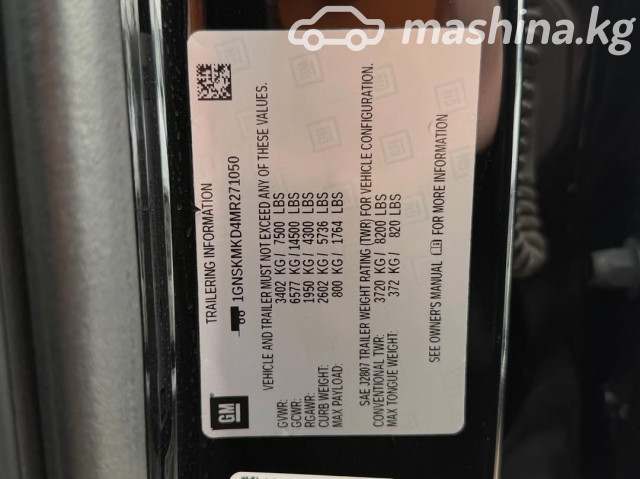 mashina.kg
TRAILERING INFORMATION
1GNSKMKD4MR271050
VEHICLE AND TRAILER MUST NOT EXCEED ANY OF THESE VALUES.
GVWR: 3402 KG / 7500 LBS
GCWR: 6577 KG / 14500 LBS
RGAWR: 1950 KG / 4300 LBS
CURB WEIGHT: 2602 KG / 5736 LBS
MAX PAYLOAD: 800 KG / 1764 LBS
SAE J2807 TRAILER WEIGHT RATING (TWR) FOR VEHICLE CONFIGURATION.
CONVENTIONAL TWR: 3720 KG / 8200 LBS
MAX TONGUE WEIGHT: 372 KG / 820 LBS
SEE OWNER'S MANUAL FOR MORE INFORMATION
GM